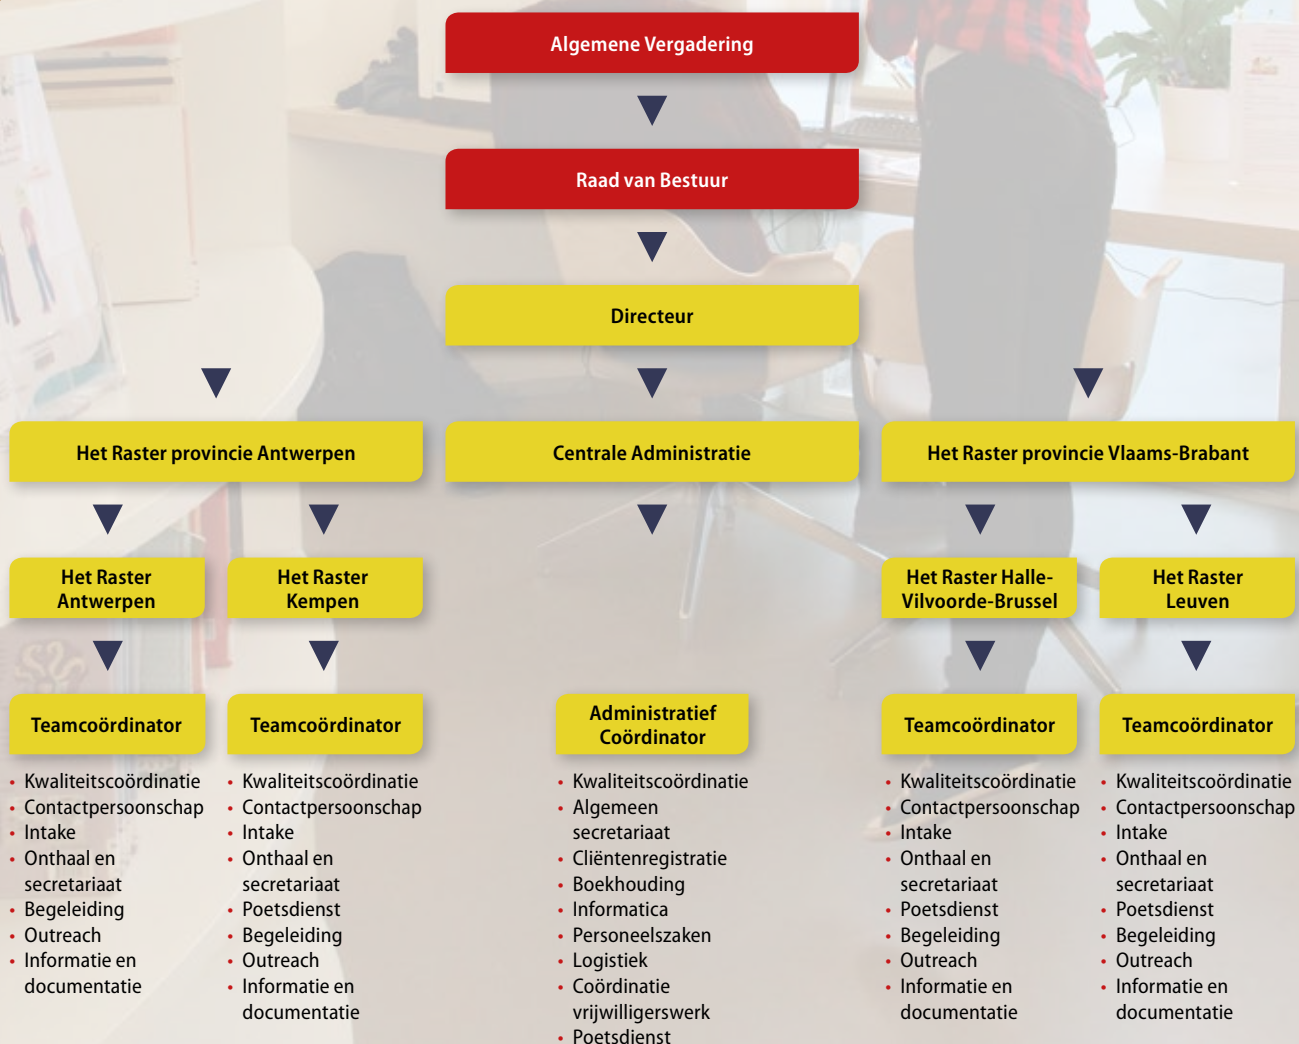 Algemene Vergadering
Raad van Bestuur
Directeur
Het Raster provincie Antwerpen
Centrale Administratie
Het Raster provincie Vlaams-Brabant
Het Raster
Antwerpen
Het Raster
Kempen
Het Raster Halle-
Vilvoorde-Brussel
Het Raster
Leuven
Teamcoördinator
• Kwaliteitscoördinatie
• Contactpersoonschap
• Intake
• Onthaal en
secretariaat
• Begeleiding
• Outreach
• Informatie en
documentatie
Teamcoördinator
• Kwaliteitscoördinatie
• Contactpersoonschap
• Intake
• Onthaal en
secretariaat
• Poetsdienst
• Begeleiding
• Outreach
• Informatie en
documentatie
Administratief
Coördinator
• Kwaliteitscoördinatie
• Algemeen
secretariaat
• Cliëntenregistratie
• Boekhouding
• Informatica
• Personeelszaken
• Logistiek
• Coördinatie
vrijwilligerswerk
• Poetsdienst
Teamcoördinator
• Kwaliteitscoördinatie
• Contactpersoonschap
• Intake
• Onthaal en
secretariaat
• Poetsdienst
• Begeleiding
• Outreach
• Informatie en
documentatie
Teamcoördinator
• Kwaliteitscoördinatie
• Contactpersoonschap
• Intake
• Onthaal en
secretariaat
• Poetsdienst
• Begeleiding
• Outreach
• Informatie en
documentatie